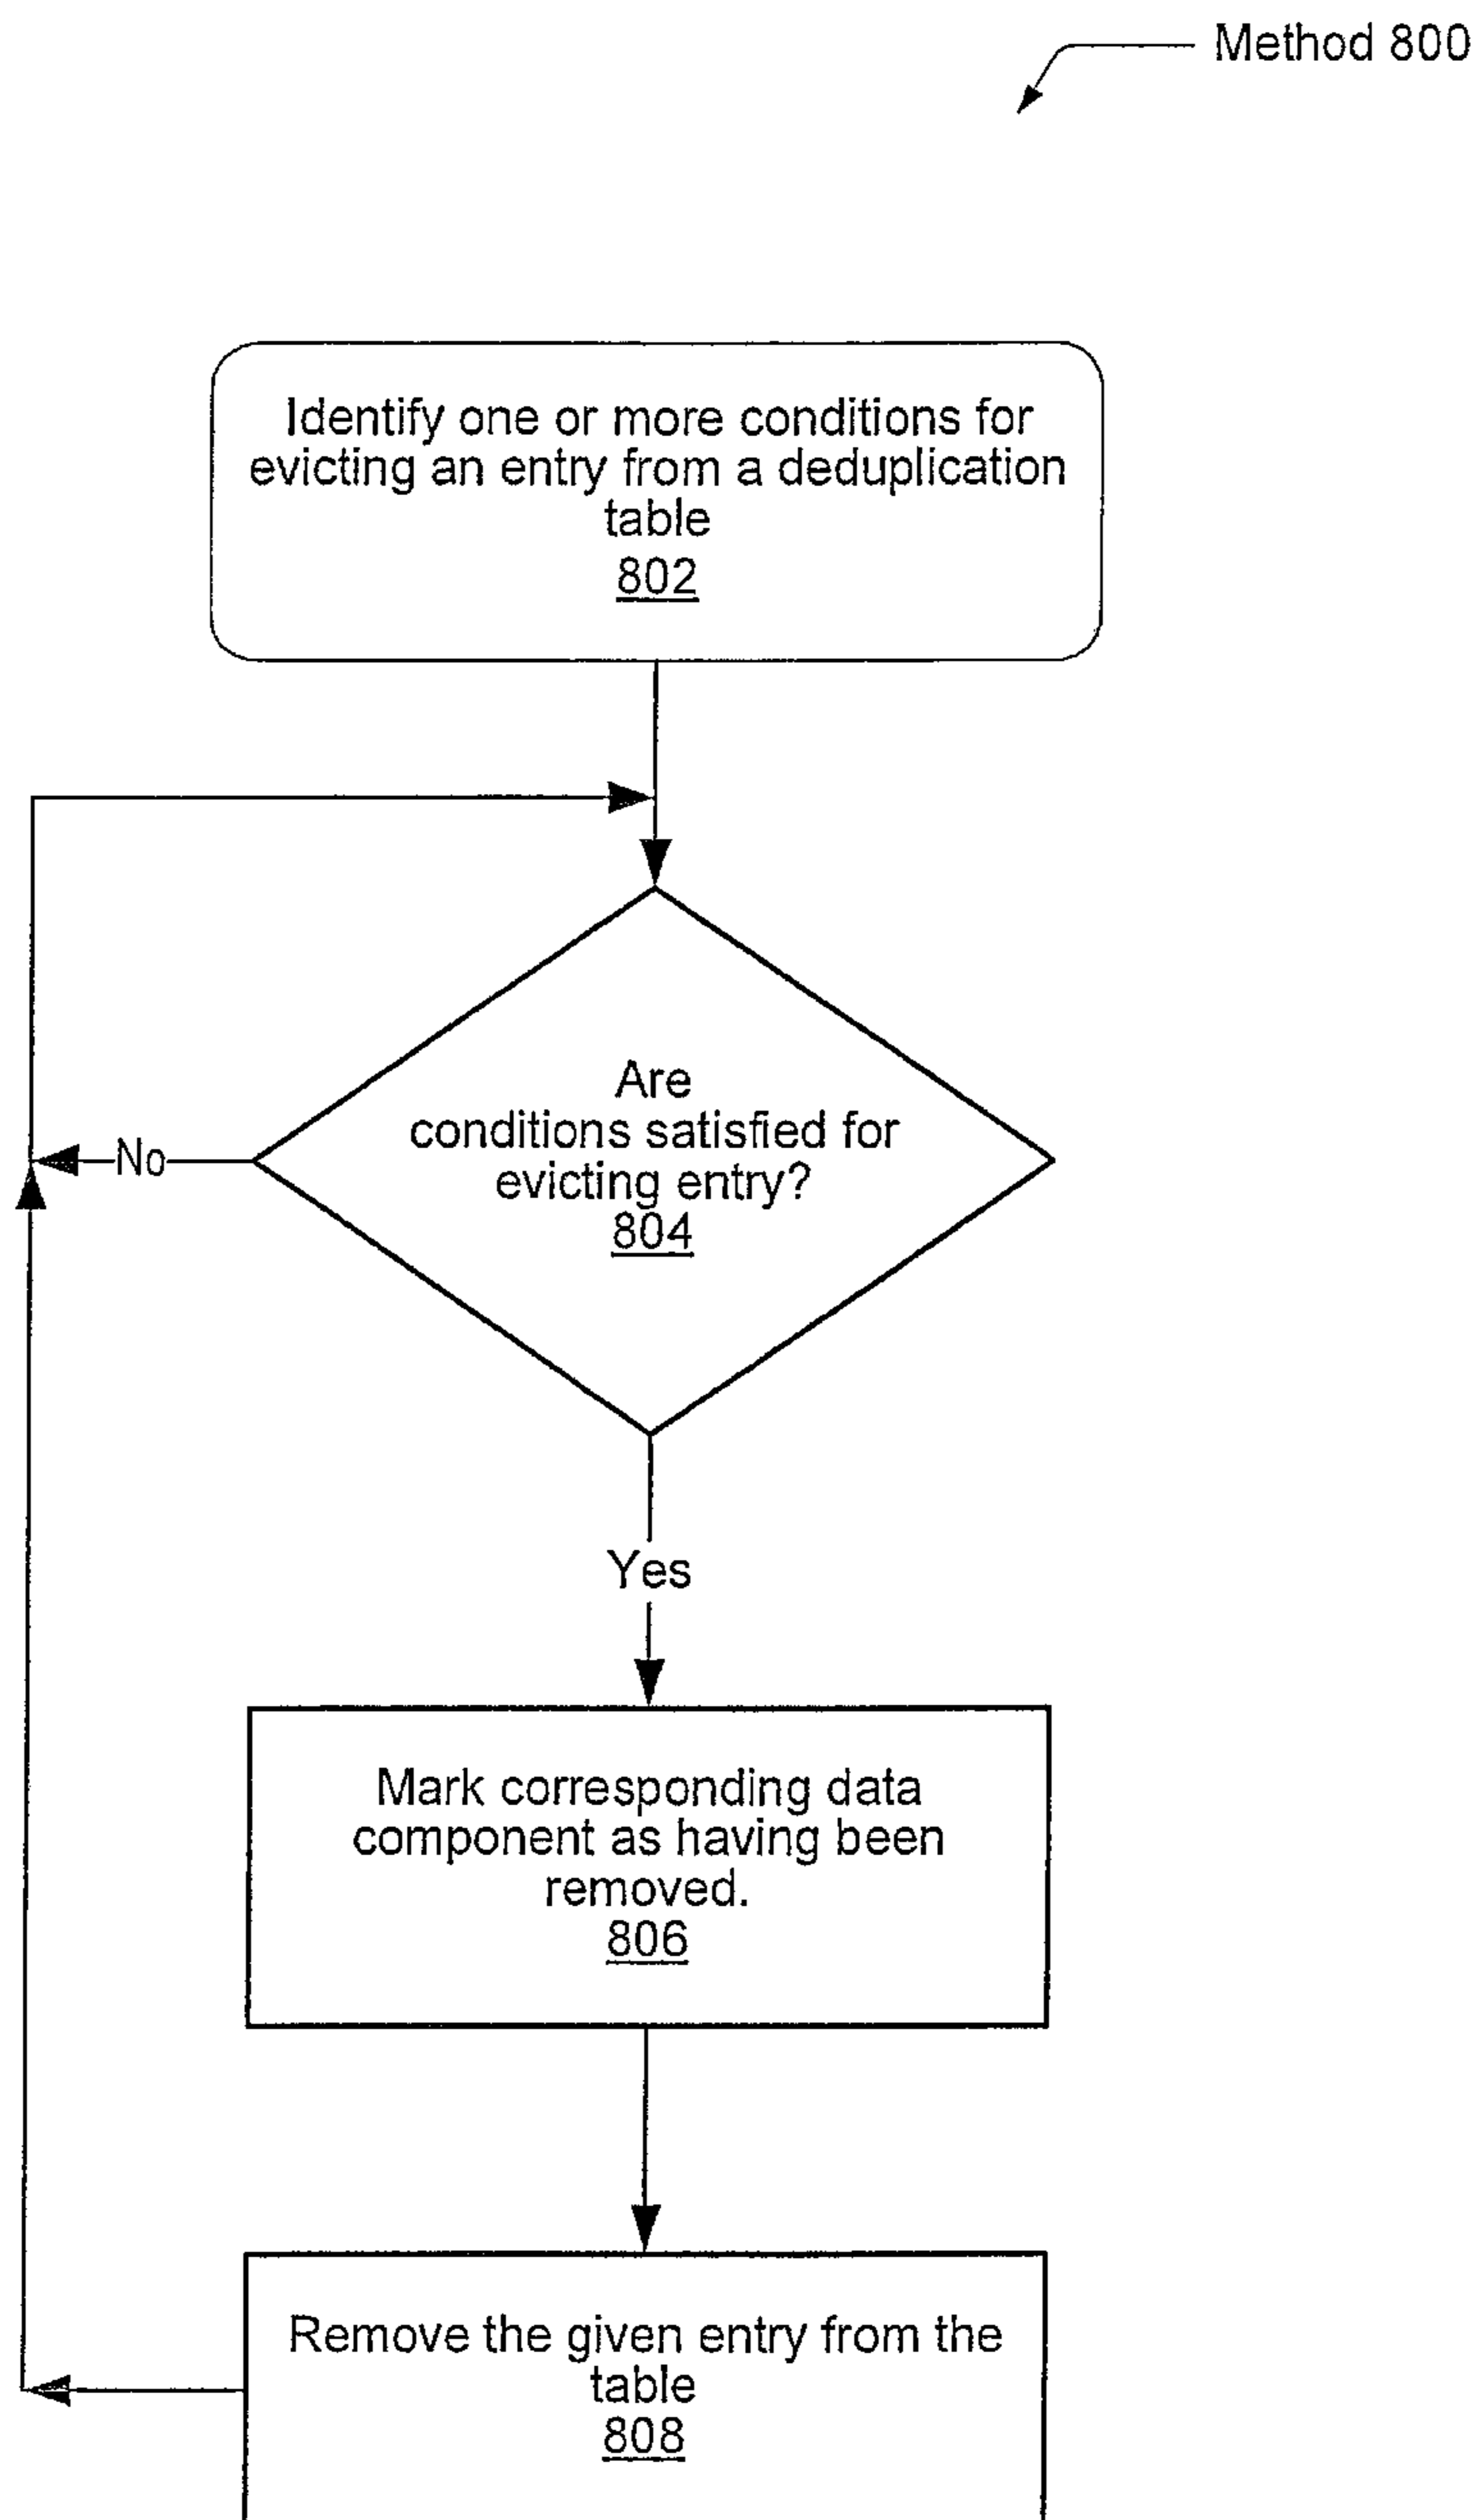 Method 800
Identify one or more conditions for
evicting an entry from a deduplication
table
802
Are
conditions satisfied for
evicting entry?
804
No
Yes
Mark corresponding data
component as having been
removed.
806
Remove the given entry from the
table
808